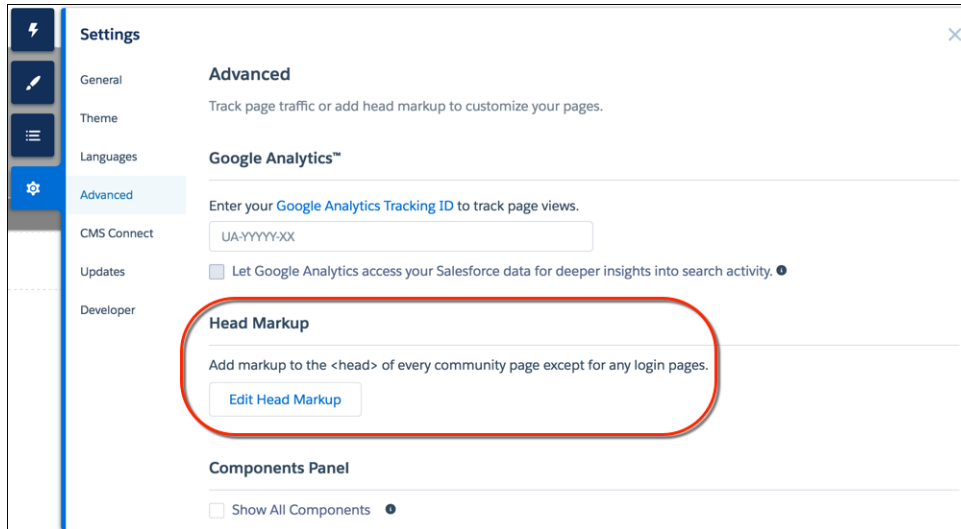 Settings
General
Theme
Languages
Advanced
CMS Connect
Updates
Developer
Advanced
Track page traffic or add head markup to customize your pages.
Google Analytics™
Enter your Google Analytics Tracking ID to track page views.
UA-YYYYY-XX
Let Google Analytics access your Salesforce data for deeper insights into search activity.
Head Markup
Add markup to the <head> of every community page except for any login pages.
Edit Head Markup
Components Panel
Show All Components